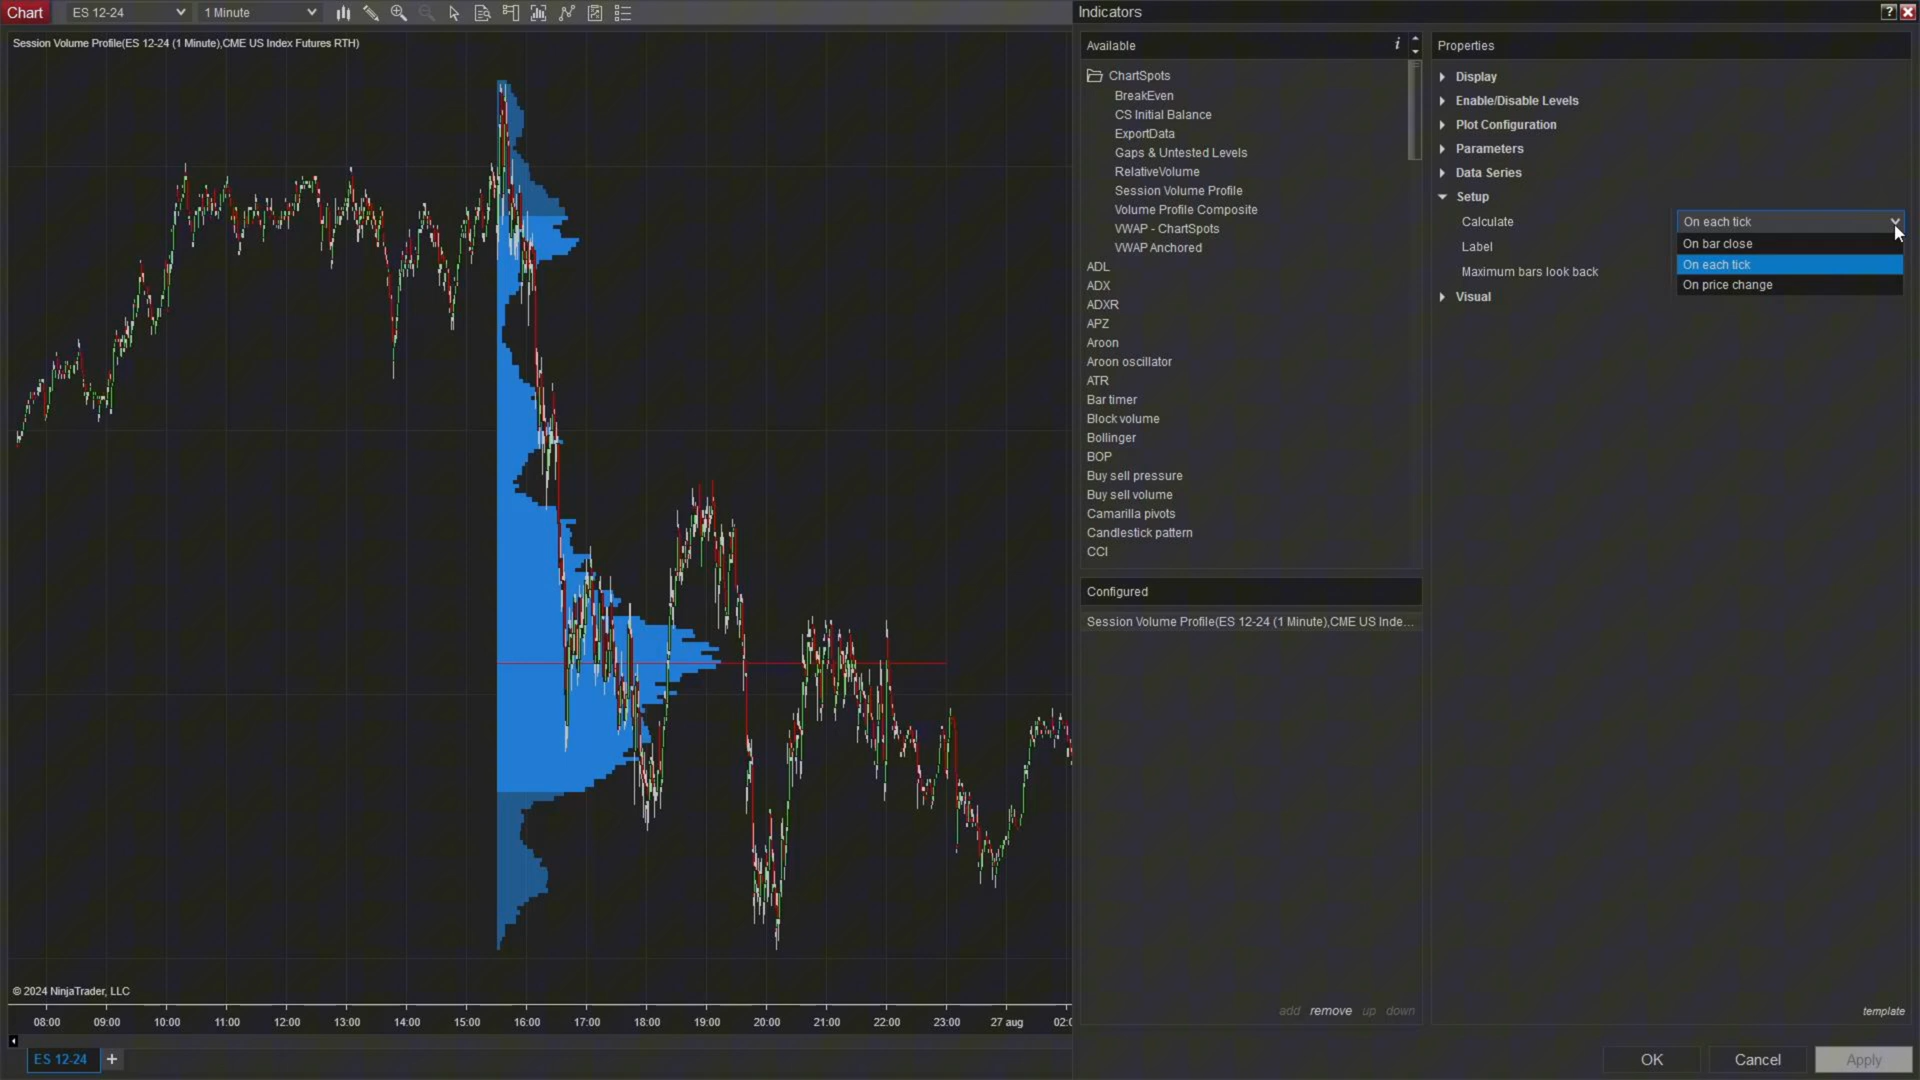 Chart
ES 12-24
1 Minute
Session Volume Profile(ES 12-24 (1 Minute),CME US Index Futures RTH)
© 2024 NinjaTrader, LLC
08:00 09:00 10:00 11:00 12:00 13:00 14:00 15:00 16:00 17:00 18:00 19:00 20:00 21:00 22:00 23:00 27 aug 02:0
ES 12-24 +
Indicators
?
Available
i
ChartSpots
BreakEven
CS Initial Balance
ExportData
Gaps & Untested Levels
RelativeVolume
Session Volume Profile
Volume Profile Composite
VWAP - ChartSpots
VWAP Anchored
ADL
ADX
ADXR
APZ
Aroon
Aroon oscillator
ATR
Bar timer
Block volume
Bollinger
BOP
Buy sell pressure
Buy sell volume
Camarilla pivots
Candlestick pattern
CCI
Configured
Session Volume Profile(ES 12-24 (1 Minute),CME US Inde...
add remove up down
Properties
Display
Enable/Disable Levels
Plot Configuration
Parameters
Data Series
Setup
Calculate
On each tick
On bar close
On each tick
On price change
Label
Maximum bars look back
Visual
template
OK
Cancel
Apply